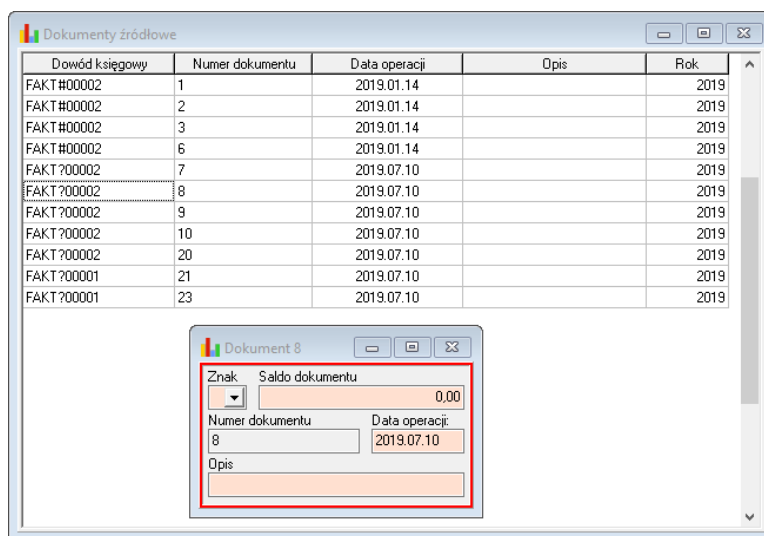 Dokumenty źródłowe
Dowód księgowy Numer dokumentu Data operacji Opis Rok
FAKT#00002 1 2019.01.14 2019
FAKT#00002 2 2019.01.14 2019
FAKT#00002 3 2019.01.14 2019
FAKT#00002 6 2019.01.14 2019
FAKT?00002 7 2019.07.10 2019
FAKT?00002 8 2019.07.10 2019
FAKT?00002 9 2019.07.10 2019
FAKT?00002 10 2019.07.10 2019
FAKT?00002 20 2019.07.10 2019
FAKT?00001 21 2019.07.10 2019
FAKT?00001 23 2019.07.10 2019
Dokument 8
Znak Saldo dokumentu
0,00
Numer dokumentu Data operacji:
8 2019.07.10
Opis